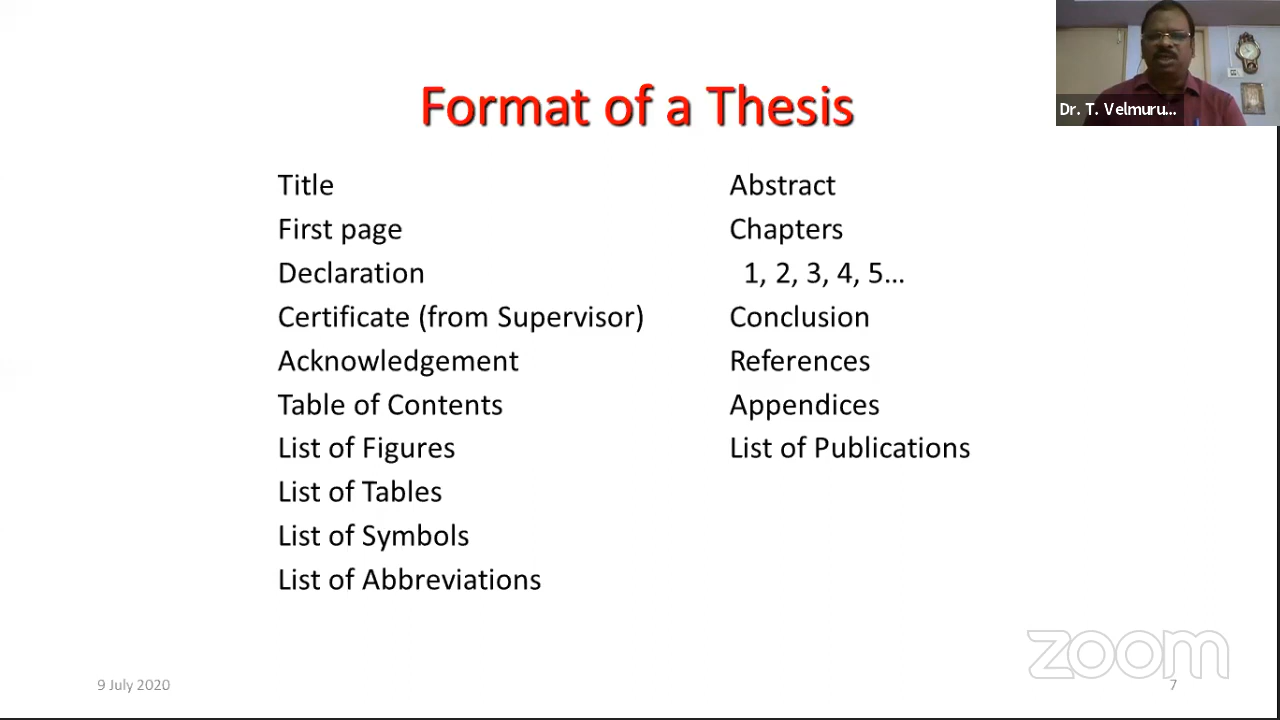 Format of a Thesis
Dr. T. Velmuru...
Title
First page
Declaration
Certificate (from Supervisor)
Acknowledgement
Table of Contents
List of Figures
List of Tables
List of Symbols
List of Abbreviations
Abstract
Chapters
1, 2, 3, 4, 5...
Conclusion
References
Appendices
List of Publications
zoom
9 July 2020
7